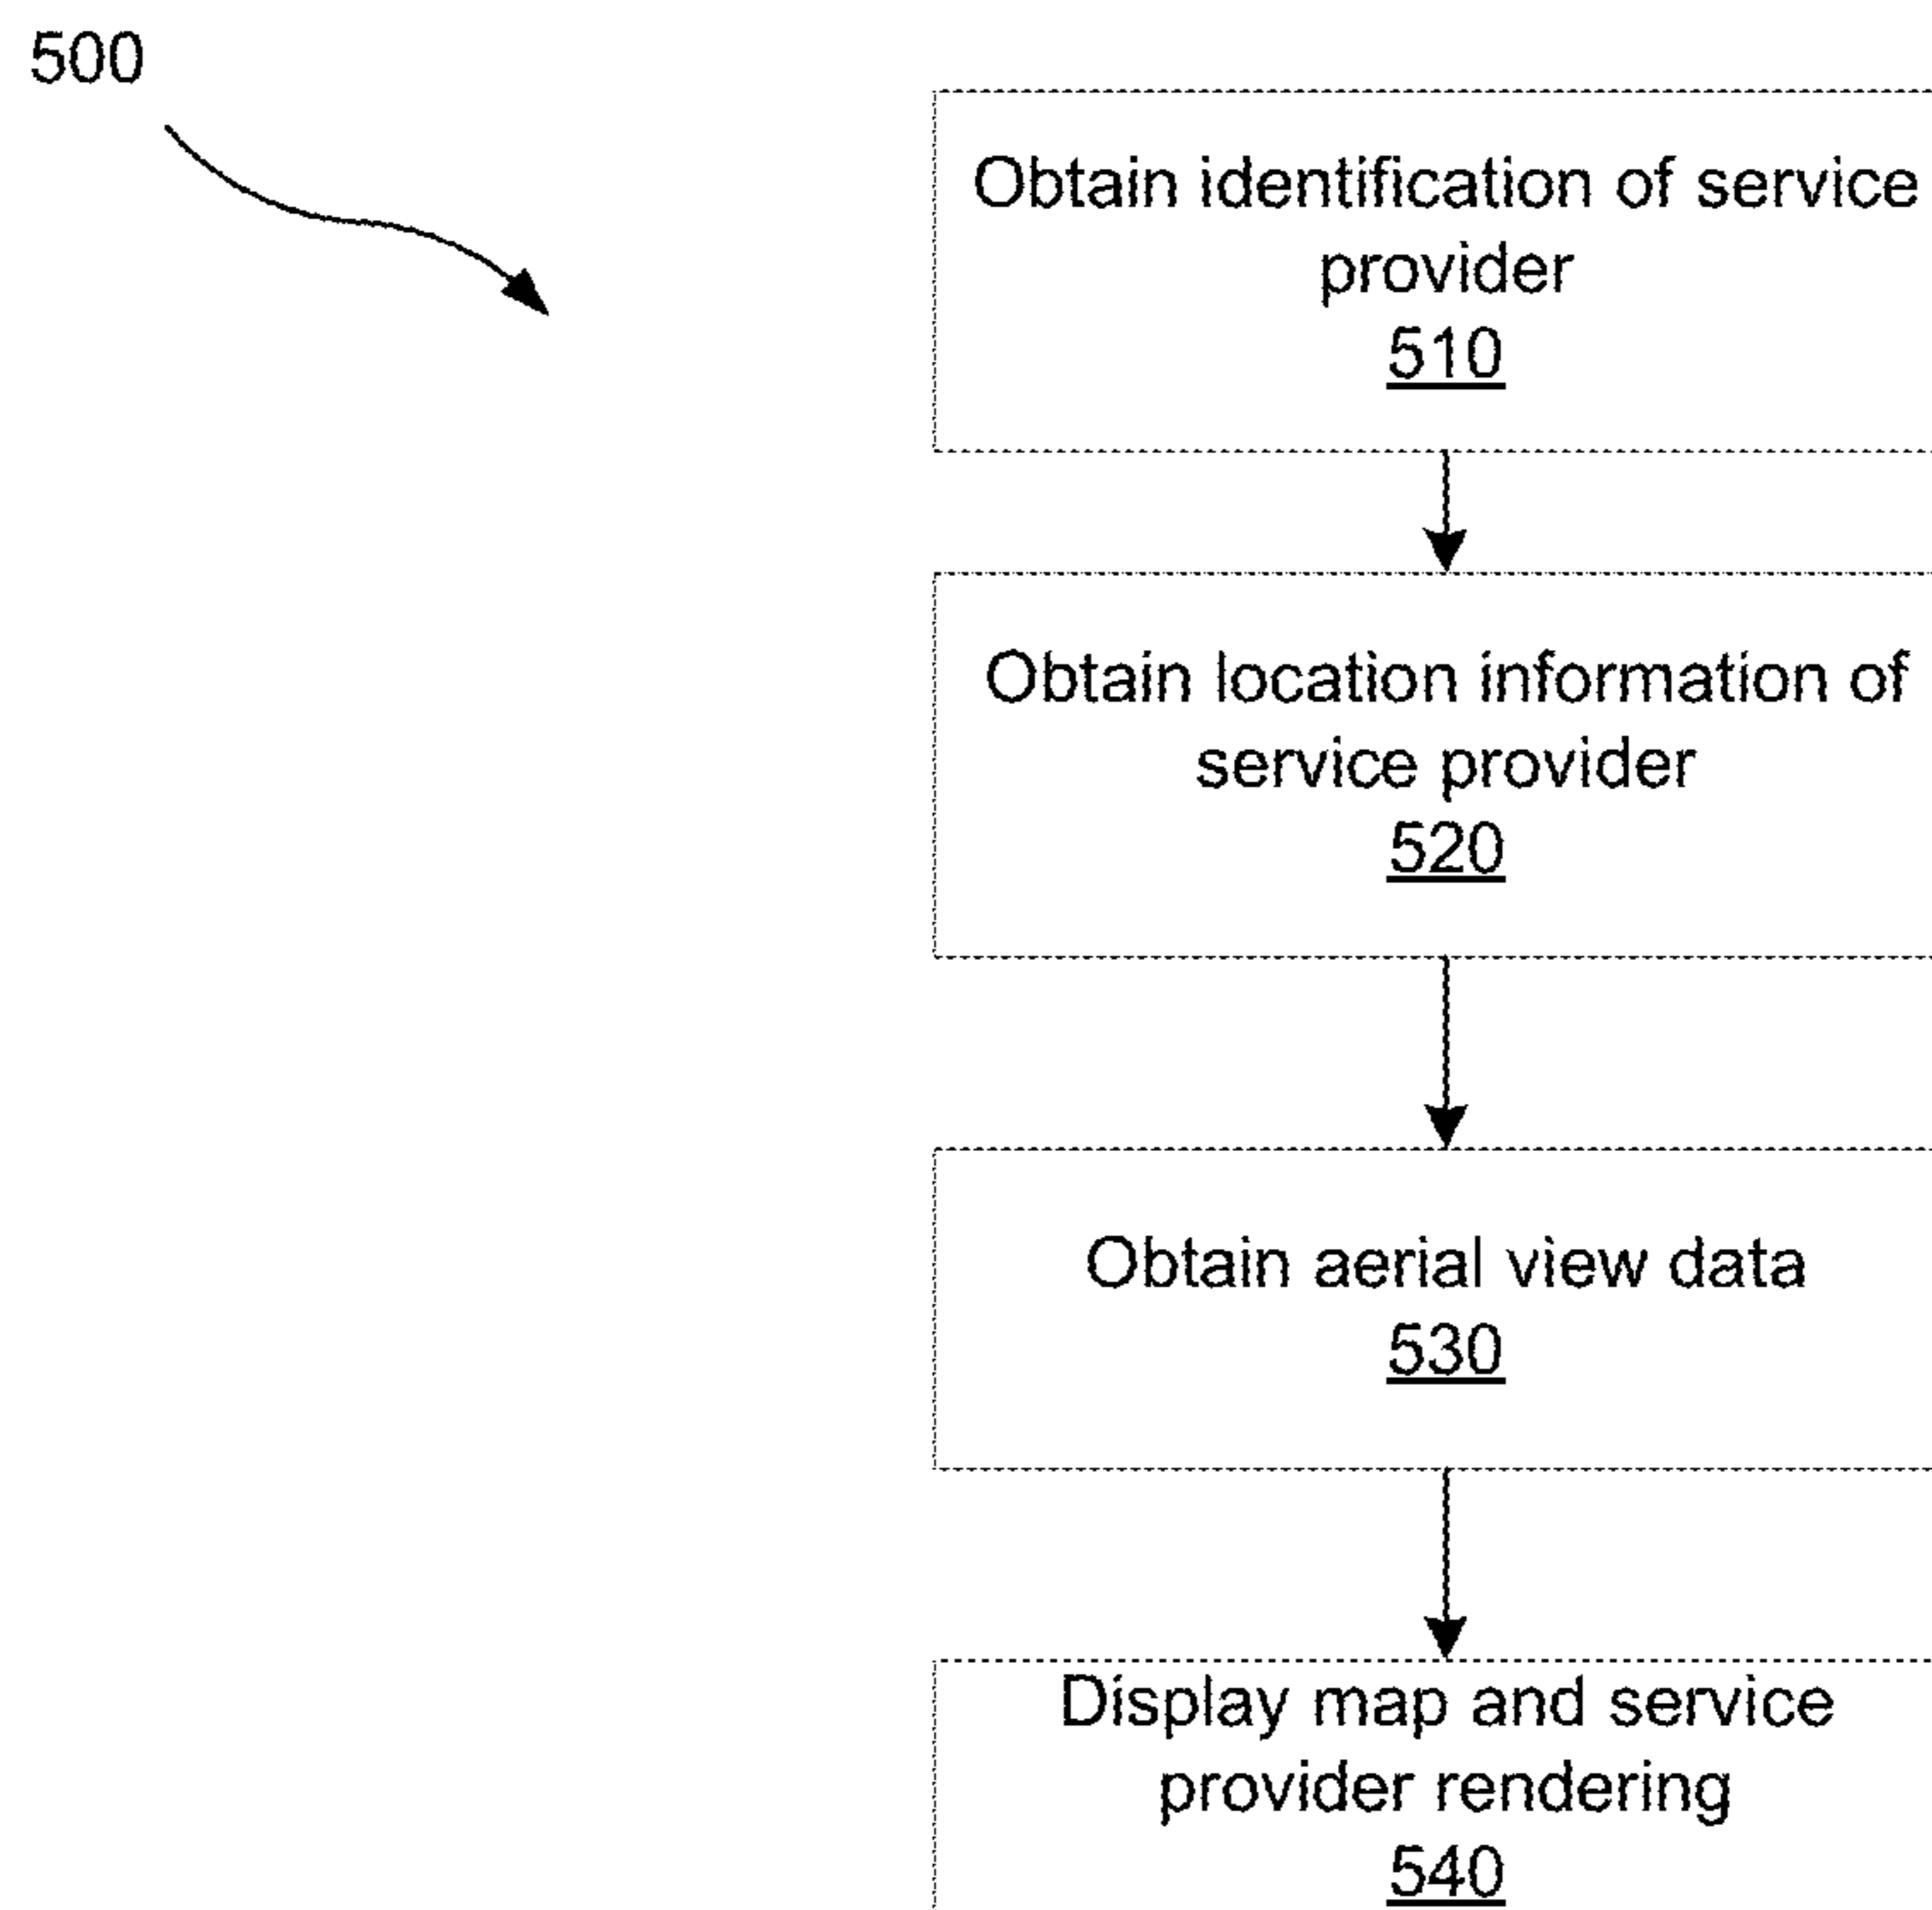 500
Obtain identification of service
provider
510
Obtain location information of
service provider
520
Obtain aerial view data
530
Display map and service
provider rendering
540